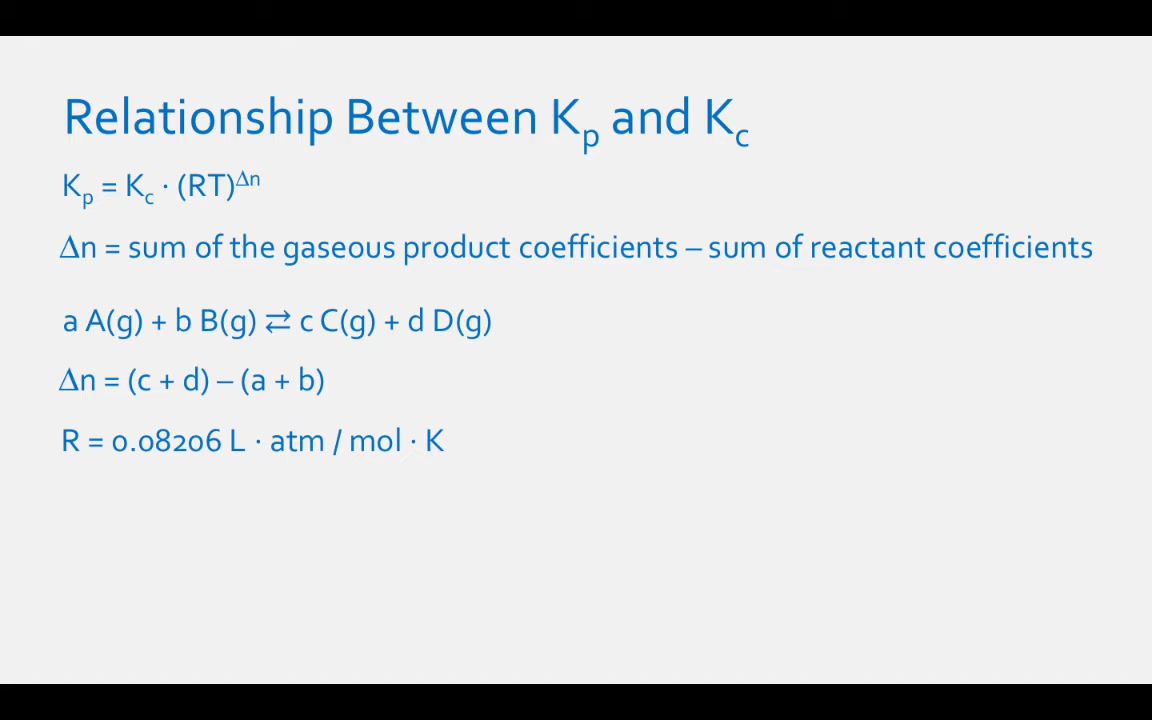 Relationship Between Kp and Kc
Kp = Kc · (RT)^Δn
Δn = sum of the gaseous product coefficients – sum of reactant coefficients
a A(g) + b B(g) ⇄ c C(g) + d D(g)
Δn = (c + d) – (a + b)
R = 0.08206 L · atm / mol · K